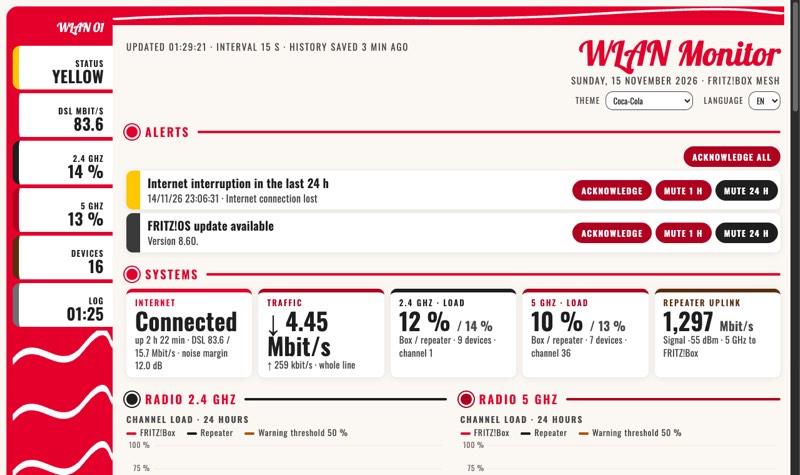 WLAN 01
STATUS
YELLOW
DSL MBIT/S
83.6
2.4 GHZ
14 %
5 GHZ
13 %
DEVICES
16
LOG
01:25
UPDATED 01:29:21 · INTERVAL 15 S · HISTORY SAVED 3 MIN AGO
WLAN Monitor
SUNDAY, 15 NOVEMBER 2026 · FRITZ!BOX MESH
THEME Coca-Cola LANGUAGE EN
ALERTS
ACKNOWLEDGE ALL
Internet interruption in the last 24 h
14/11/26 23:06:31 · Internet connection lost
ACKNOWLEDGE MUTE 1 H MUTE 24 H
FRITZ!OS update available
Version 8.60.
ACKNOWLEDGE MUTE 1 H MUTE 24 H
SYSTEMS
INTERNET
Connected
up 2 h 22 min · DSL 83.6 /
15.7 Mbit/s · noise margin
12.0 dB
TRAFFIC
↓ 4.45
Mbit/s
↑ 259 kbit/s · whole line
2.4 GHZ · LOAD
12 % / 14 %
Box / repeater · 9 devices ·
channel 1
5 GHZ · LOAD
10 % / 13 %
Box / repeater · 7 devices ·
channel 36
REPEATER UPLINK
1,297 Mbit/s
Signal -55 dBm · 5 GHz to
FRITZ!Box
RADIO 2.4 GHZ
CHANNEL LOAD · 24 HOURS
FRITZ!Box Repeater Warning threshold 50 %
100 %
75 %
RADIO 5 GHZ
CHANNEL LOAD · 24 HOURS
FRITZ!Box Repeater Warning threshold 50 %
100 %
75 %